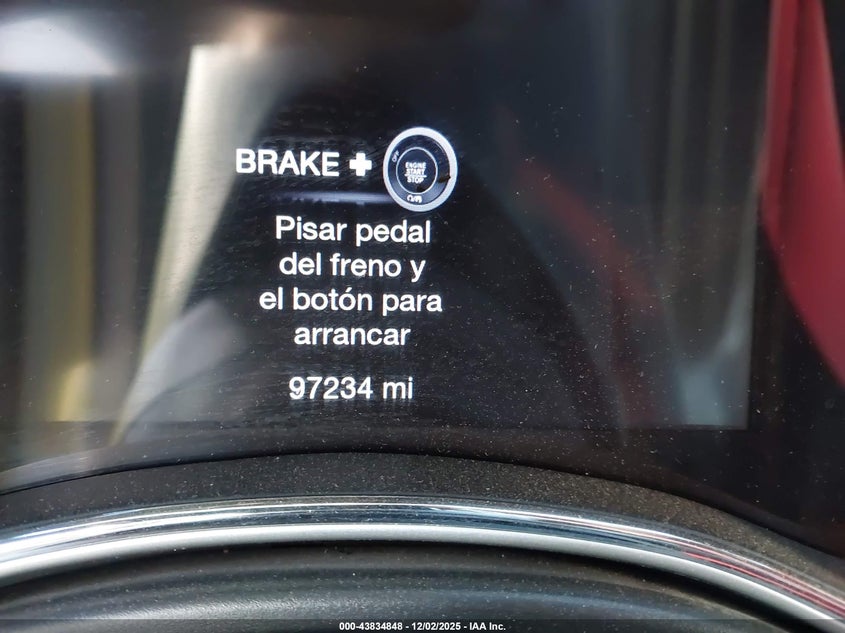 BRAKE + OFF ENGINE START STOP
Pisar pedal
del freno y
el botón para
arrancar
97234 mi
000-43834848 - 12/02/2025 - IAA Inc.